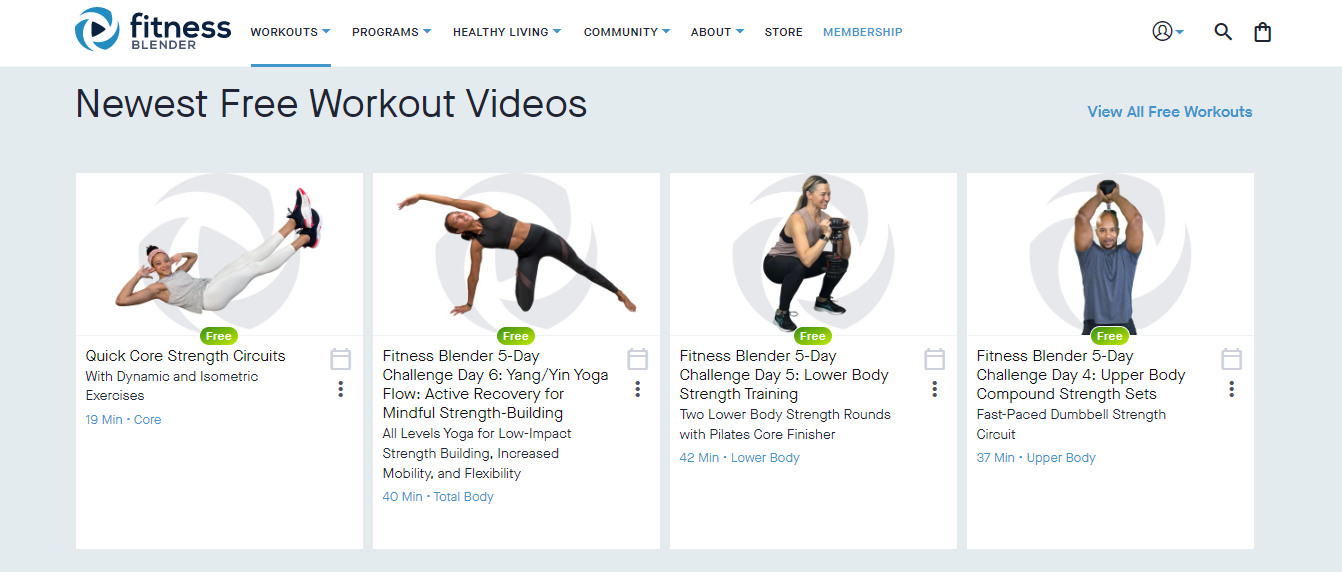 fitness
BLENDER
WORKOUTS
PROGRAMS
HEALTHY LIVING
COMMUNITY
ABOUT
STORE
MEMBERSHIP
Newest Free Workout Videos
View All Free Workouts
Free
Quick Core Strength Circuits
With Dynamic and Isometric
Exercises
19 Min • Core
Free
Fitness Blender 5-Day
Challenge Day 6: Yang/Yin Yoga
Flow: Active Recovery for
Mindful Strength-Building
All Levels Yoga for Low-Impact
Strength Building, Increased
Mobility, and Flexibility
40 Min • Total Body
Free
Fitness Blender 5-Day
Challenge Day 5: Lower Body
Strength Training
Two Lower Body Strength Rounds
with Pilates Core Finisher
42 Min • Lower Body
Free
Fitness Blender 5-Day
Challenge Day 4: Upper Body
Compound Strength Sets
Fast-Paced Dumbbell Strength
Circuit
37 Min • Upper Body